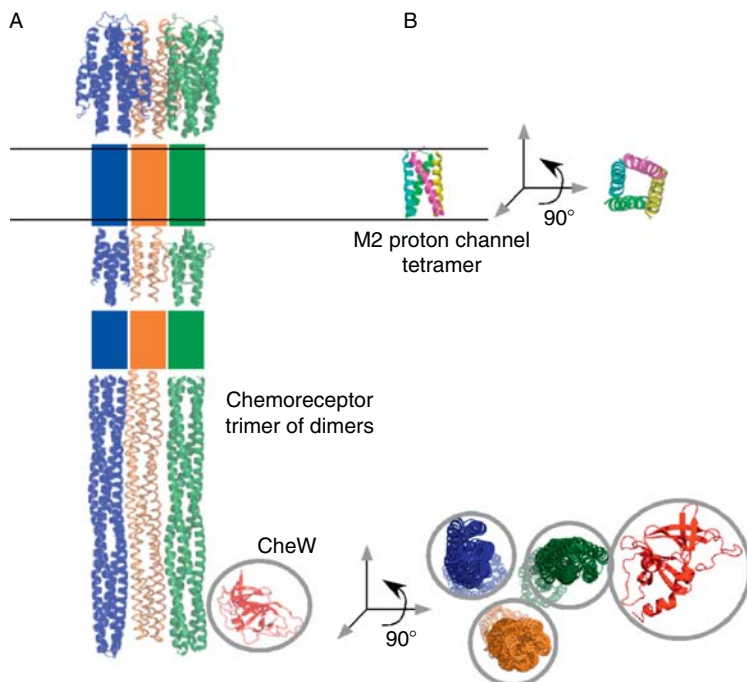 A
B
90°
M2 proton channel
tetramer
Chemoreceptor
trimer of dimers
CheW
90°